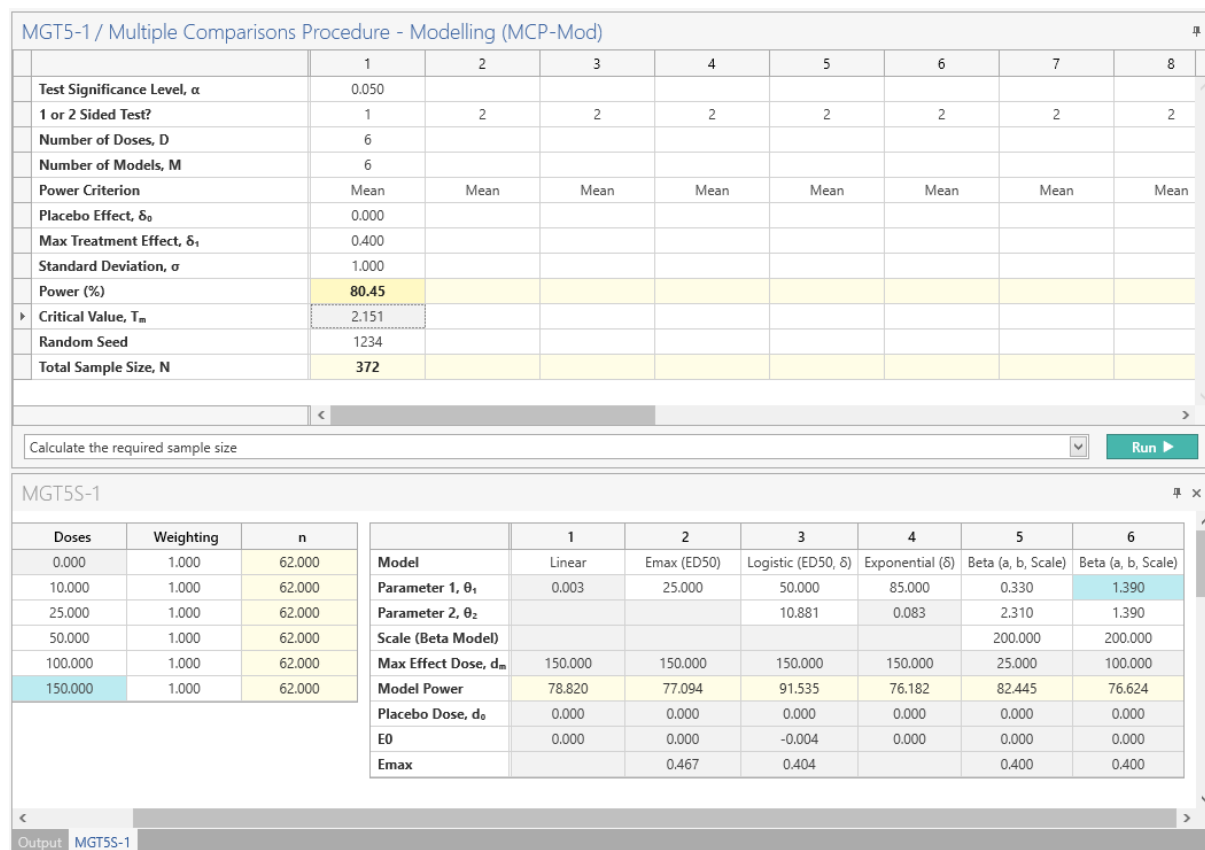 MGT5-1 / Multiple Comparisons Procedure - Modelling (MCP-Mod)
1 2 3 4 5 6 7 8
Test Significance Level, α 0.050
1 or 2 Sided Test? 1 2 2 2 2 2 2 2
Number of Doses, D 6
Number of Models, M 6
Power Criterion Mean Mean Mean Mean Mean Mean Mean Mean
Placebo Effect, δ₀ 0.000
Max Treatment Effect, δ₁ 0.400
Standard Deviation, σ 1.000
Power (%) 80.45
Critical Value, Tₘ 2.151
Random Seed 1234
Total Sample Size, N 372
Calculate the required sample size Run
MGT5S-1
Doses Weighting n
0.000 1.000 62.000
10.000 1.000 62.000
25.000 1.000 62.000
50.000 1.000 62.000
100.000 1.000 62.000
150.000 1.000 62.000
1 2 3 4 5 6
Model Linear Emax (ED50) Logistic (ED50, δ) Exponential (δ) Beta (a, b, Scale) Beta (a, b, Scale)
Parameter 1, θ₁ 0.003 25.000 50.000 85.000 0.330 1.390
Parameter 2, θ₂ 10.881 0.083 2.310 1.390
Scale (Beta Model) 200.000 200.000
Max Effect Dose, dₘ 150.000 150.000 150.000 150.000 25.000 100.000
Model Power 78.820 77.094 91.535 76.182 82.445 76.624
Placebo Dose, d₀ 0.000 0.000 0.000 0.000 0.000 0.000
E0 0.000 0.000 -0.004 0.000 0.000 0.000
Emax 0.467 0.404 0.400 0.400
Output MGT5S-1